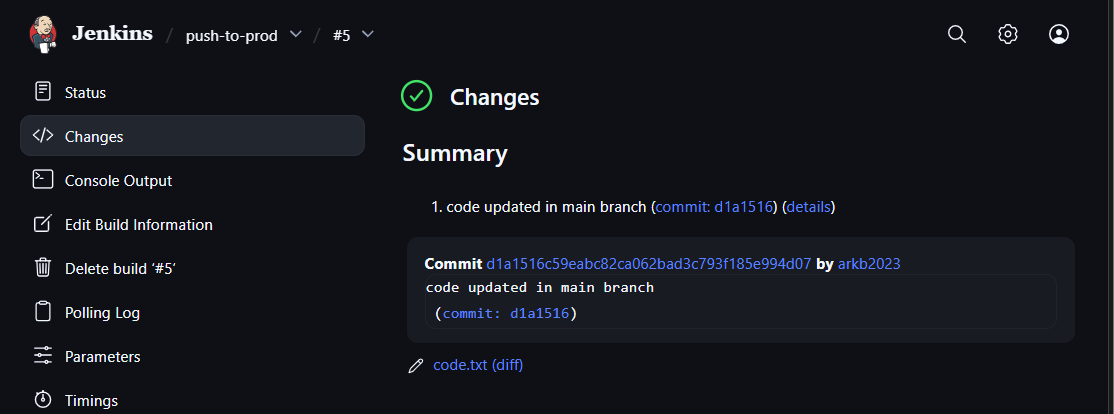 Jenkins / push-to-prod / #5
Status
Changes
Console Output
Edit Build Information
Delete build '#5'
Polling Log
Parameters
Timings
Changes
Summary
1. code updated in main branch (commit: d1a1516) (details)
Commit d1a1516c59eabc82ca062bad3c793f185e994d07 by arkb2023
code updated in main branch
(commit: d1a1516)
code.txt (diff)